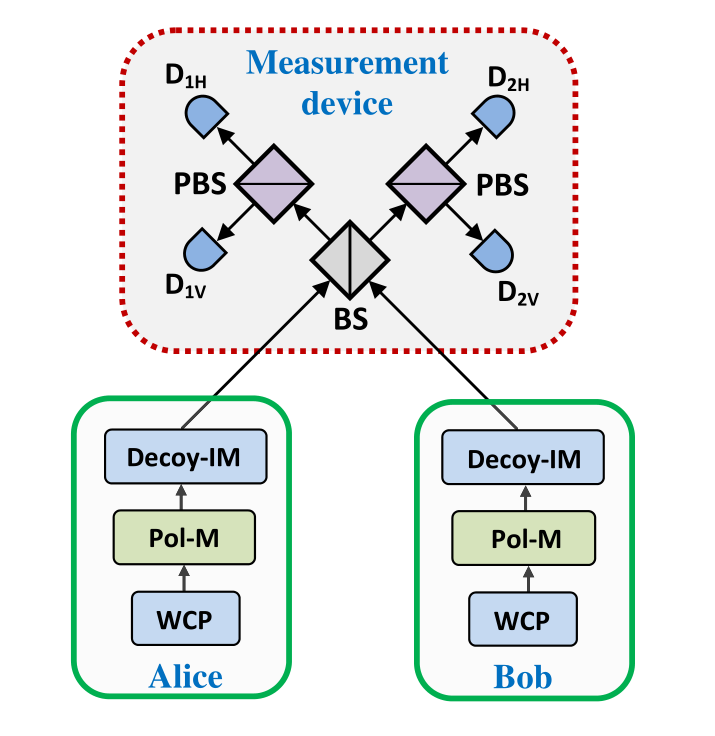 Measurement
device
D1H
D2H
PBS
PBS
D1V
D2V
BS
Decoy-IM
Pol-M
WCP
Alice
Decoy-IM
Pol-M
WCP
Bob